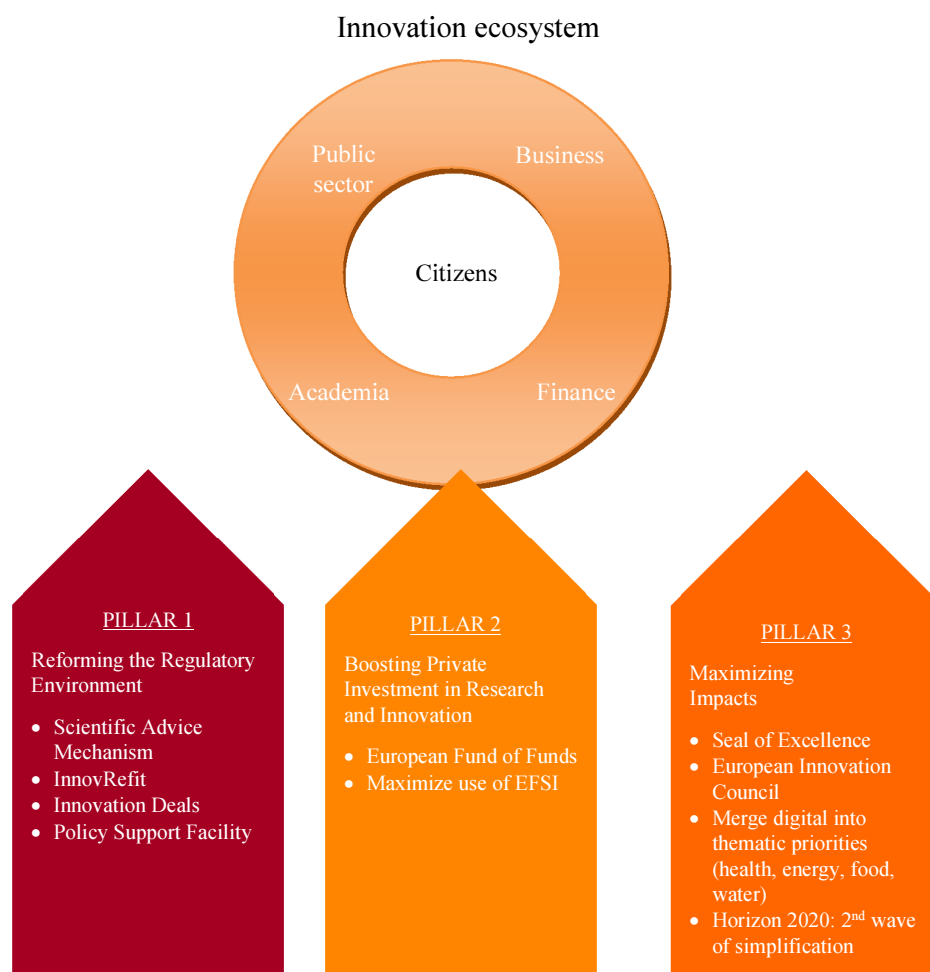 Innovation ecosystem
Public
sector
Business
Citizens
Academia
Finance
PILLAR 1
Reforming the Regulatory
Environment
• Scientific Advice
Mechanism
• InnovRefit
• Innovation Deals
• Policy Support Facility
PILLAR 2
Boosting Private
Investment in Research
and Innovation
• European Fund of Funds
• Maximize use of EFSI
PILLAR 3
Maximizing
Impacts
• Seal of Excellence
• European Innovation
Council
• Merge digital into
thematic priorities
(health, energy, food,
water)
• Horizon 2020: 2nd wave
of simplification